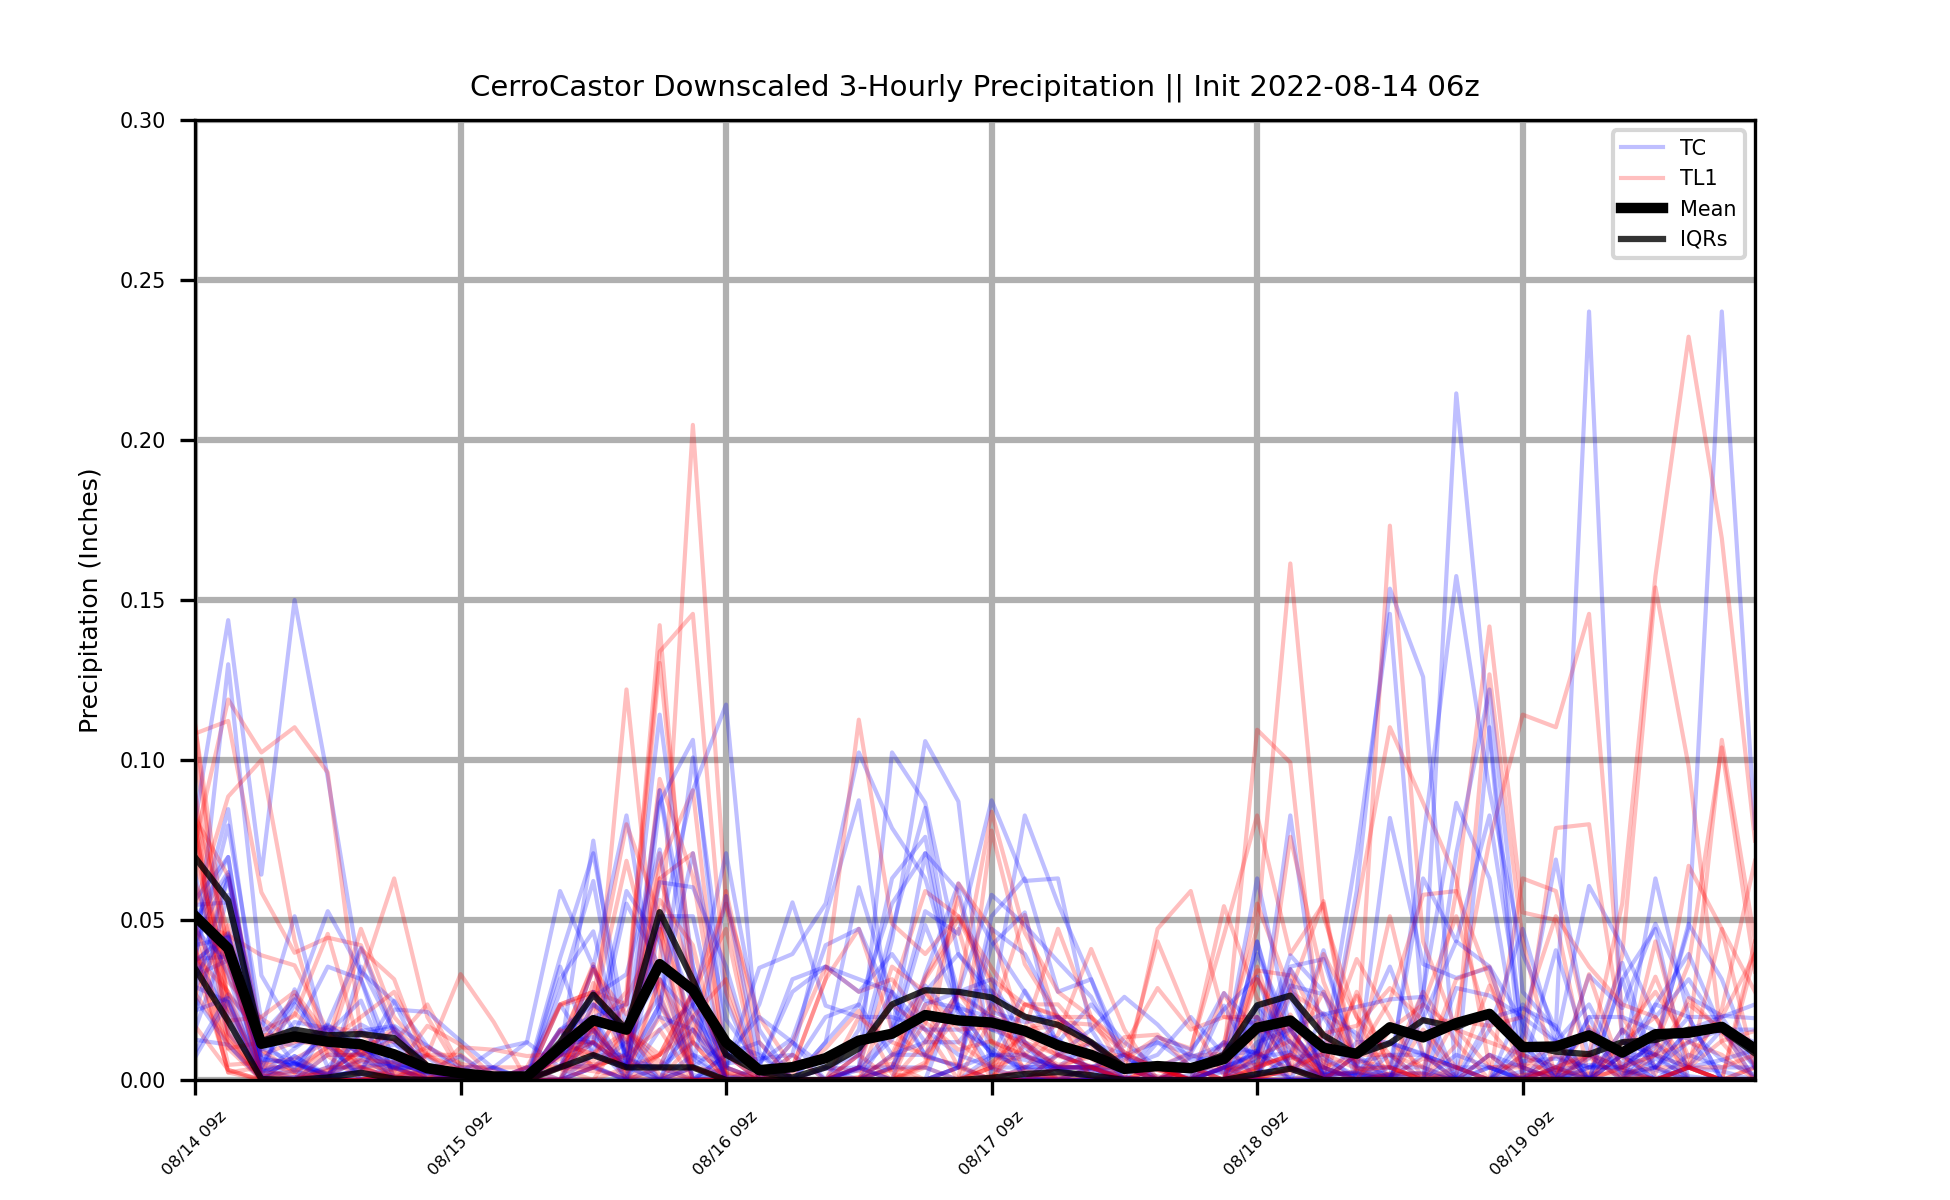 CerroCastor Downscaled 3-Hourly Precipitation || Init 2022-08-14 06z
TC
TL1
Mean
IQRs
Precipitation (Inches)
0.30
0.25
0.20
0.15
0.10
0.05
0.00
08/14 09z
08/15 09z
08/16 09z
08/17 09z
08/18 09z
08/19 09z